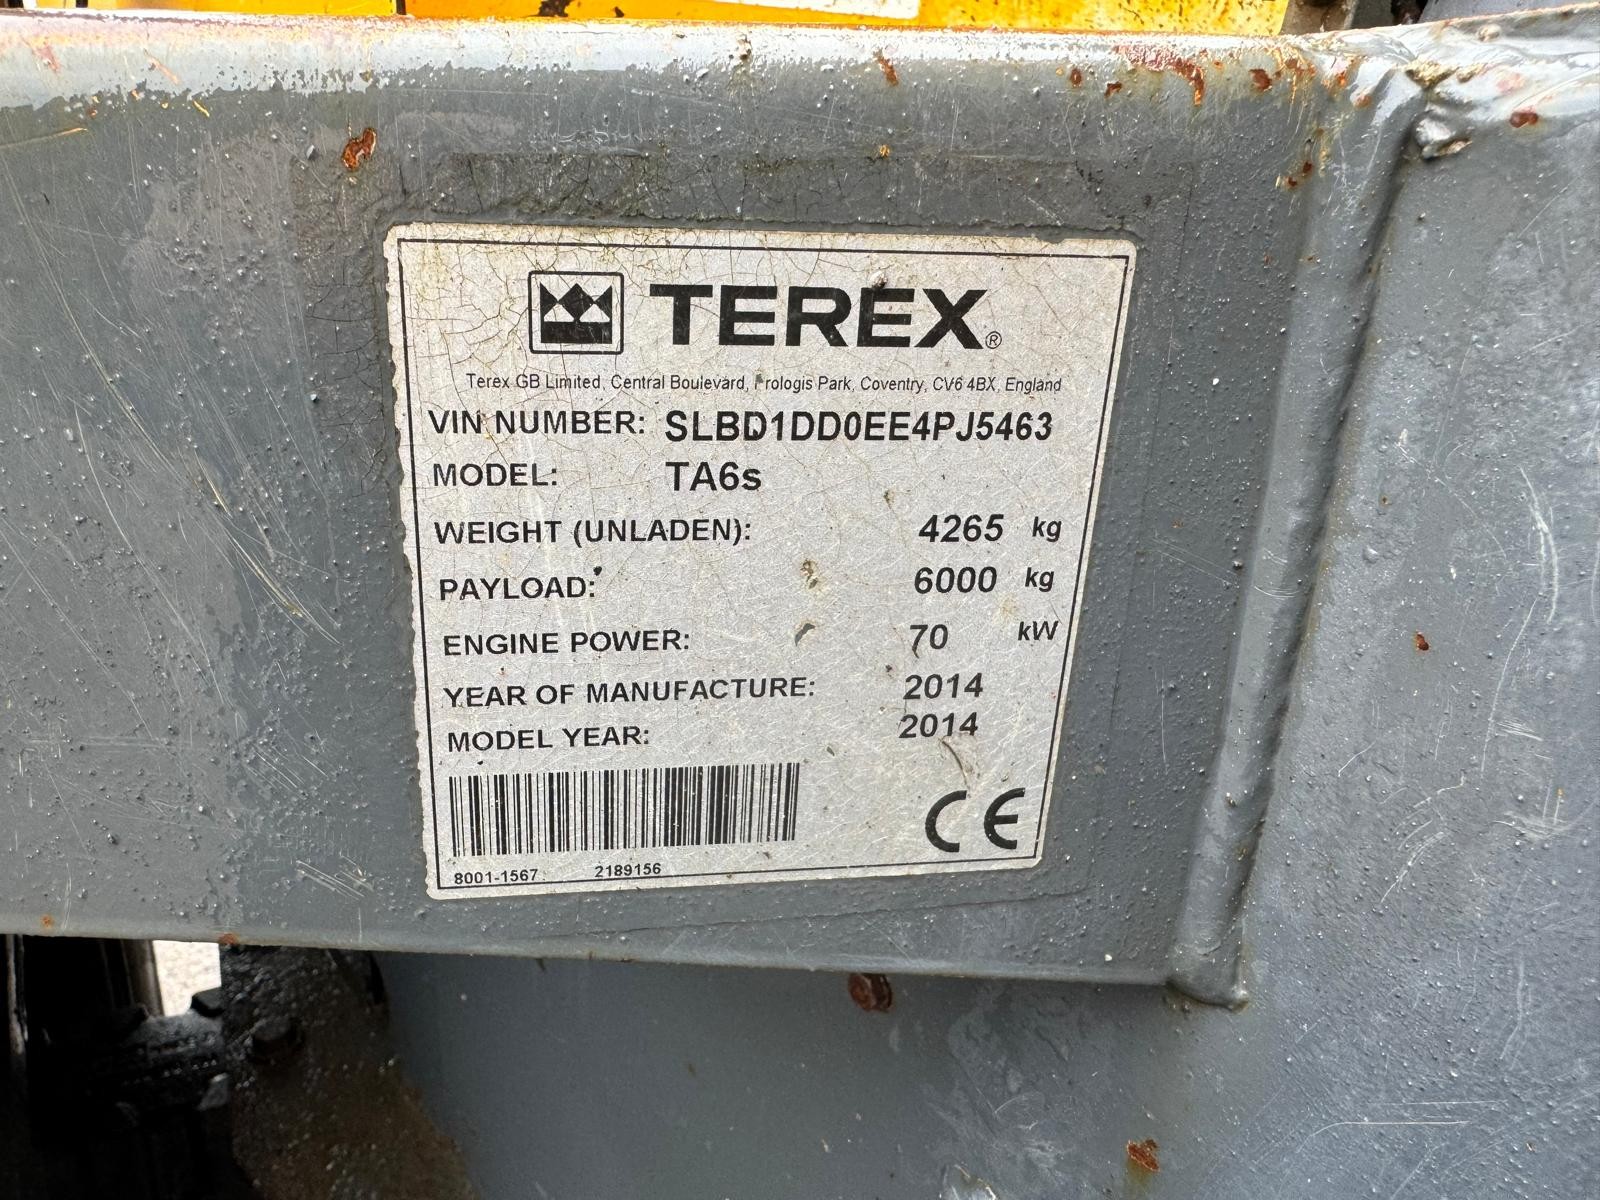 TEREX®
Terex GB Limited, Central Boulevard, Prologis Park, Coventry, CV6 4BX, England
VIN NUMBER: SLBD1DD0EE4PJ5463
MODEL: TA6s
WEIGHT (UNLADEN): 4265 kg
PAYLOAD: 6000 kg
ENGINE POWER: 70 kW
YEAR OF MANUFACTURE: 2014
MODEL YEAR: 2014
CE
8001-1567 2189156